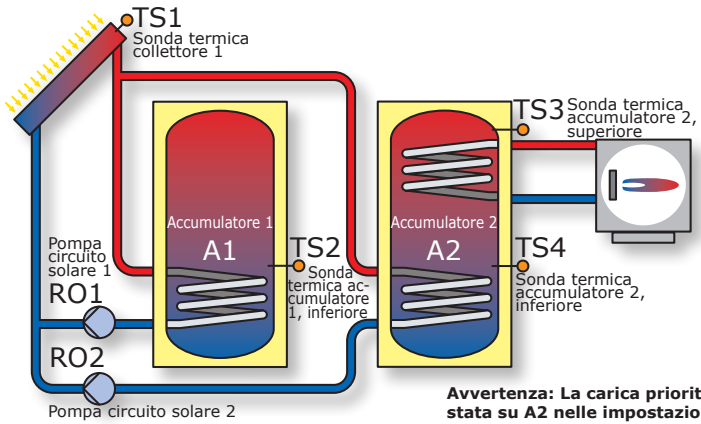 TS1
Sonda termica
collettore 1
TS3
Sonda termica
accumulatore 2,
superiore
Accumulatore 1
A1
Accumulatore 2
A2
Pompa
circuito
solare 1
TS2
Sonda
termica ac-
cumulatore
1, inferiore
TS4
Sonda termica
accumulatore 2,
inferiore
RO1
RO2
Pompa circuito solare 2
Avvertenza: La carica priorit
stata su A2 nelle impostazio